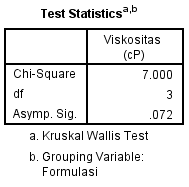 Test Statisticsa,b
Viskositas
(cP)
Chi-Square 7.000
df 3
Asymp. Sig. .072
a. Kruskal Wallis Test
b. Grouping Variable:
Formulasi